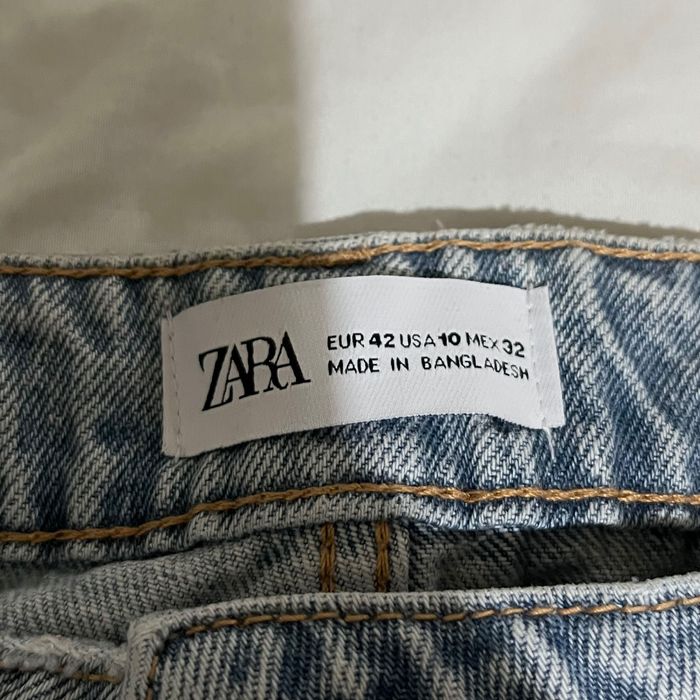 ZARA
EUR 42 USA 10 MEX 32
MADE IN BANGLADESH